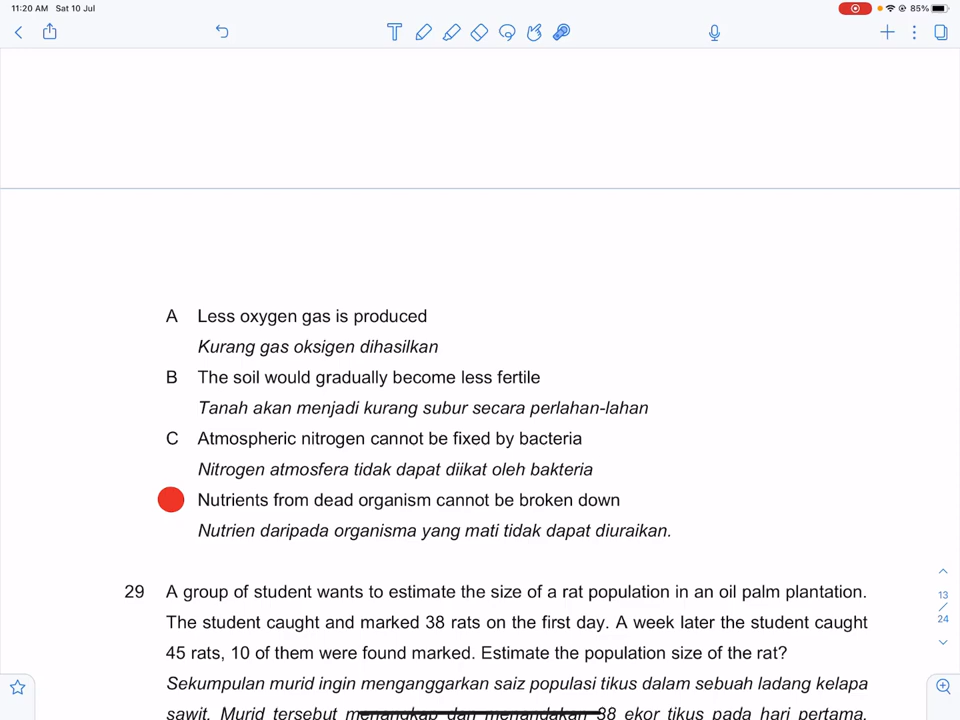 11:20 AM Sat 10 Jul
85%
A Less oxygen gas is produced
Kurang gas oksigen dihasilkan
B The soil would gradually become less fertile
Tanah akan menjadi kurang subur secara perlahan-lahan
C Atmospheric nitrogen cannot be fixed by bacteria
Nitrogen atmosfera tidak dapat diikat oleh bakteria
Nutrients from dead organism cannot be broken down
Nutrien daripada organisma yang mati tidak dapat diuraikan.
29 A group of student wants to estimate the size of a rat population in an oil palm plantation.
The student caught and marked 38 rats on the first day. A week later the student caught
45 rats, 10 of them were found marked. Estimate the population size of the rat?
Sekumpulan murid ingin menganggarkan saiz populasi tikus dalam sebuah ladang kelapa
sawit. Murid tersebut menangkap dan menandakan 38 ekor tikus pada hari pertama.
13
/
24